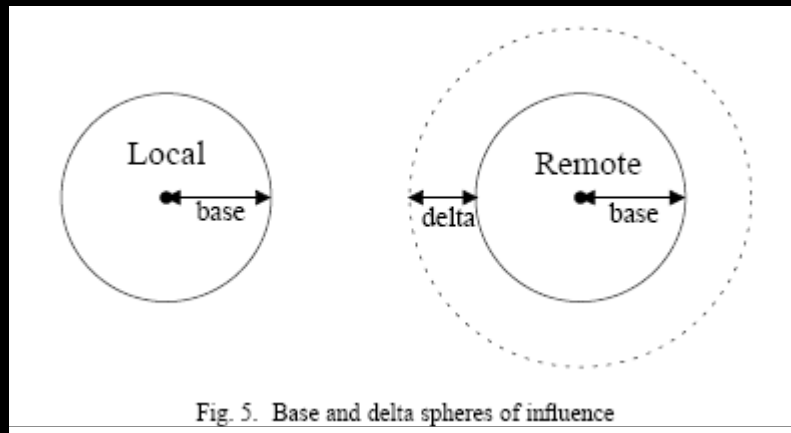 Local
base
Remote
delta
base
Fig. 5. Base and delta spheres of influence